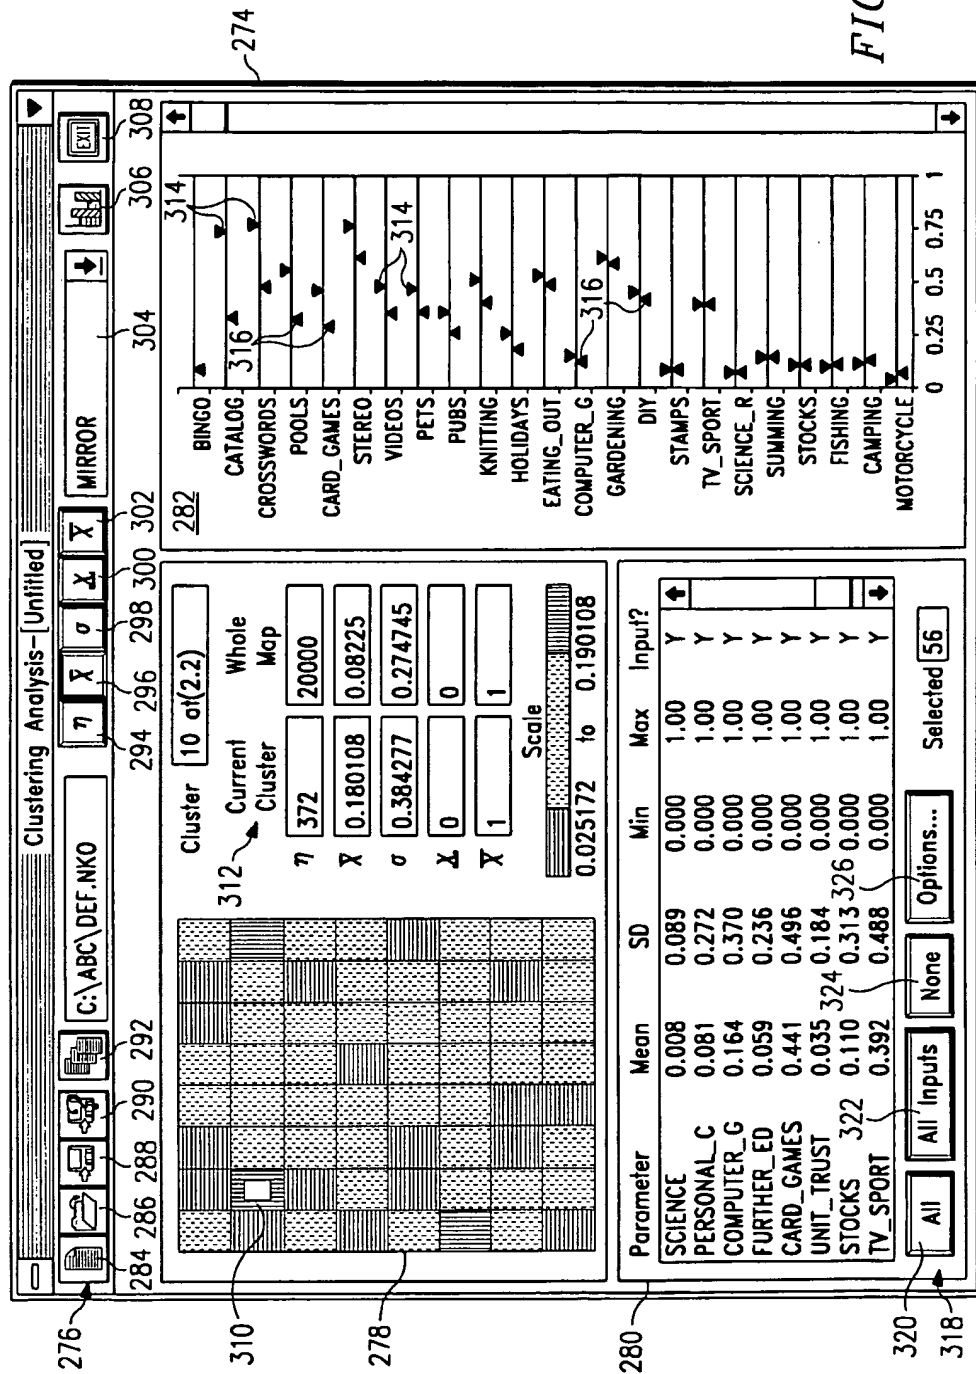 FIG
274
Clustering Analysis-[Untitled]
C:\ABC\DEF.NKO
η
X̄
σ
X̲
X̄
MIRROR
EXIT
276
284
286
288
290
292
294
296
298
300
302
304
306
308
310
278
312
Cluster 10 at(2.2)
Current Cluster
Whole Map
η 372 20000
X̄ 0.180108 0.08225
σ 0.384277 0.274745
X̲ 0 0
X̄ 1 1
Scale
0.025172 to 0.190108
280
Parameter Mean SD Min Max Input?
SCIENCE 0.008 0.089 0.000 1.00 Y
PERSONAL_C 0.081 0.272 0.000 1.00 Y
COMPUTER_G 0.164 0.370 0.000 1.00 Y
FURTHER_ED 0.059 0.236 0.000 1.00 Y
CARD_GAMES 0.441 0.496 0.000 1.00 Y
UNIT_TRUST 0.035 0.184 0.000 1.00 Y
STOCKS 0.110 0.313 0.000 1.00 Y
TV_SPORT 0.392 0.488 0.000 1.00 Y
322
324
326
All
All Inputs
None
Options...
Selected 56
320
318
282
BINGO
CATALOG
CROSSWORDS
POOLS
CARD_GAMES
STEREO
VIDEOS
PETS
PUBS
KNITTING
HOLIDAYS
EATING_OUT
COMPUTER_G
GARDENING
DIY
STAMPS
TV_SPORT
SCIENCE_R
SUMMING
STOCKS
FISHING
CAMPING
MOTORCYCLE
314
316
314
316
0 0.25 0.5 0.75 1